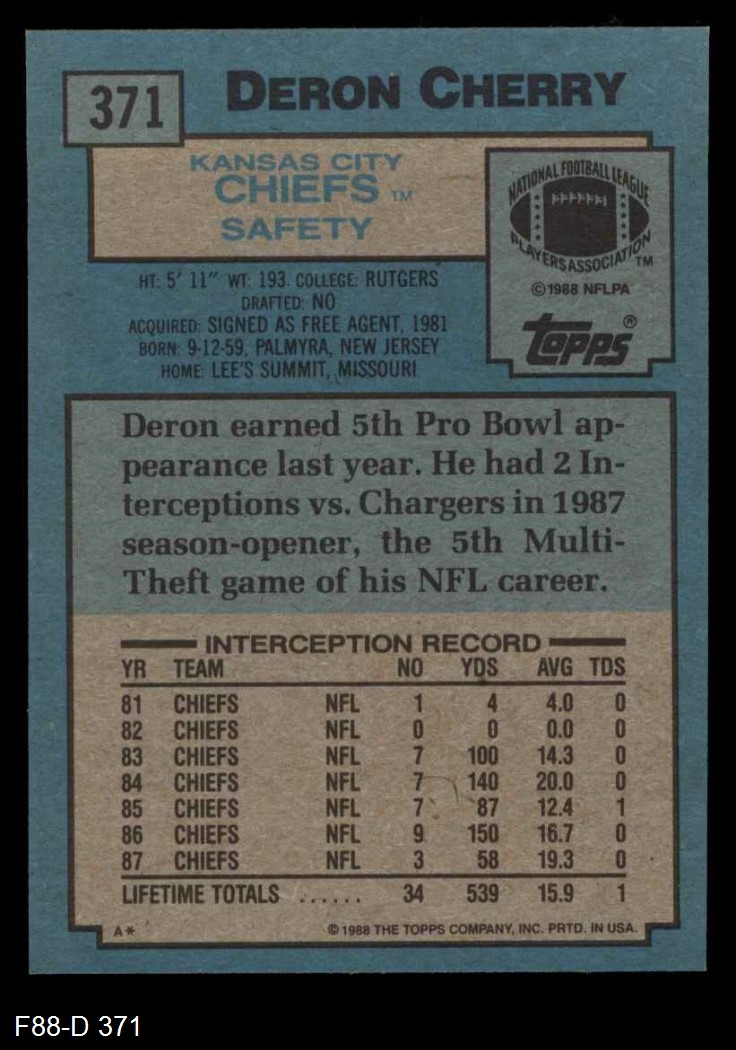 371
DERON CHERRY
KANSAS CITY
CHIEFS TM
SAFETY
NATIONAL FOOTBALL LEAGUE
PLAYERS ASSOCIATION TM
© 1988 NFLPA
topps®
HT: 5' 11" WT: 193 COLLEGE: RUTGERS
DRAFTED: NO
ACQUIRED: SIGNED AS FREE AGENT, 1981
BORN: 9-12-59, PALMYRA, NEW JERSEY
HOME: LEE'S SUMMIT, MISSOURI
Deron earned 5th Pro Bowl ap-
pearance last year. He had 2 In-
terceptions vs. Chargers in 1987
season-opener, the 5th Multi-
Theft game of his NFL career.
INTERCEPTION RECORD
YR TEAM NO YDS AVG TDS
81 CHIEFS NFL 1 4 4.0 0
82 CHIEFS NFL 0 0 0.0 0
83 CHIEFS NFL 7 100 14.3 0
84 CHIEFS NFL 7 140 20.0 0
85 CHIEFS NFL 7 87 12.4 1
86 CHIEFS NFL 9 150 16.7 0
87 CHIEFS NFL 3 58 19.3 0
LIFETIME TOTALS ...... 34 539 15.9 1
A* © 1988 THE TOPPS COMPANY, INC. PRTD. IN USA.
F88-D 371